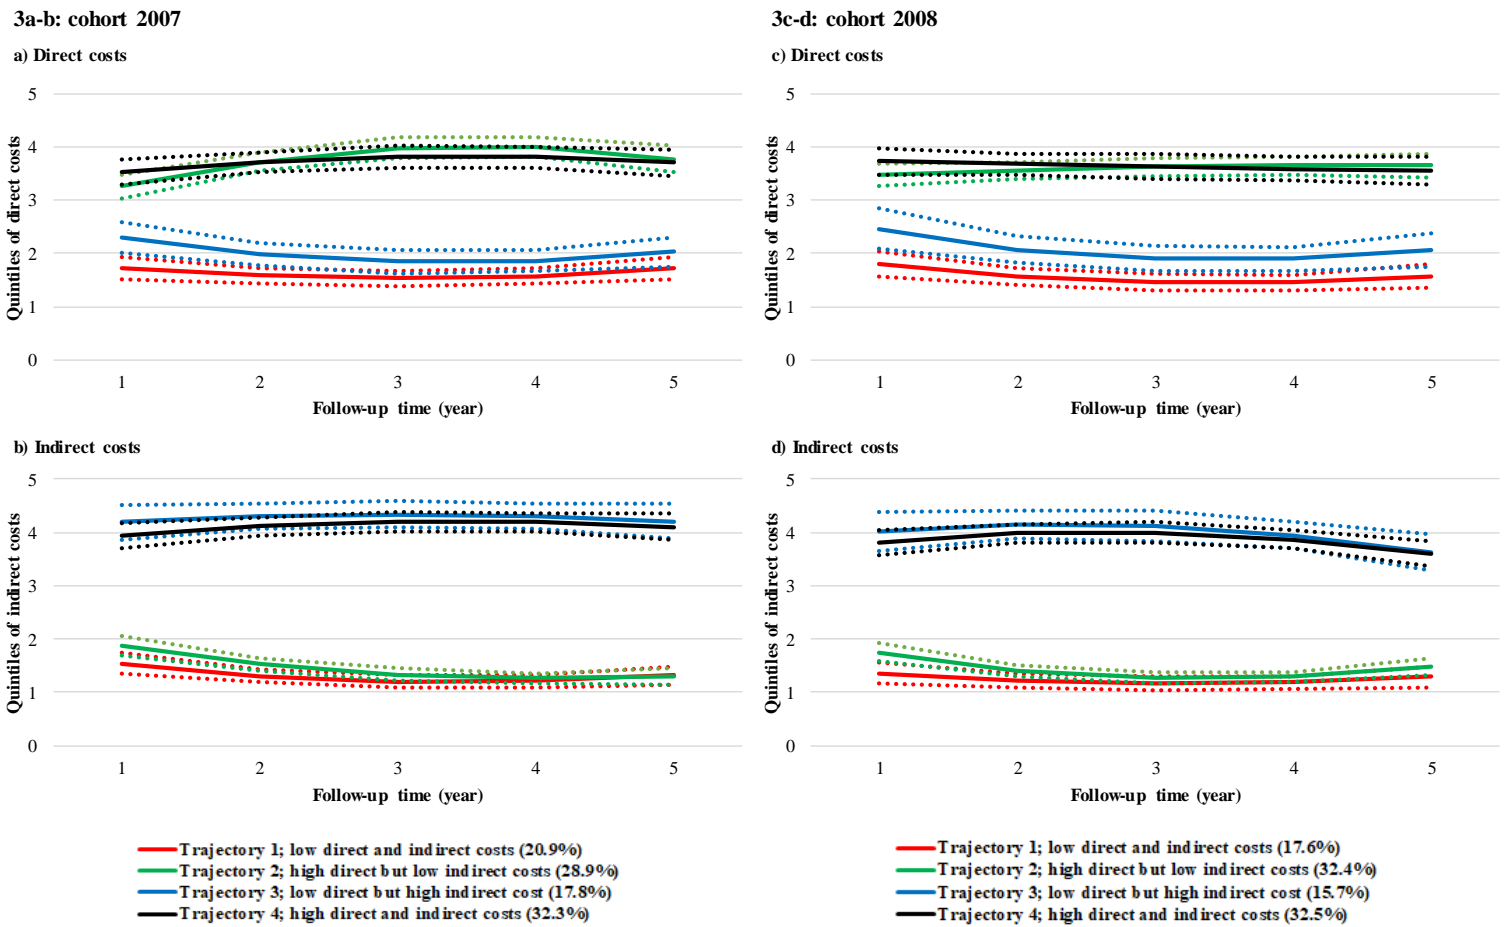 3a-b: cohort 2007
a) Direct costs
5
4
3
2
1
0
Quintiles of direct costs
1 2 3 4 5
Follow-up time (year)
b) Indirect costs
5
4
3
2
1
0
Quintiles of indirect costs
1 2 3 4 5
Follow-up time (year)
Trajectory 1; low direct and indirect costs (20.9%)
Trajectory 2; high direct but low indirect costs (28.9%)
Trajectory 3; low direct but high indirect cost (17.8%)
Trajectory 4; high direct and indirect costs (32.3%)
3c-d: cohort 2008
c) Direct costs
5
4
3
2
1
0
Quintiles of direct costs
1 2 3 4 5
Follow-up time (year)
d) Indirect costs
5
4
3
2
1
0
Quintiles of indirect costs
1 2 3 4 5
Follow-up time (year)
Trajectory 1; low direct and indirect costs (17.6%)
Trajectory 2; high direct but low indirect costs (32.4%)
Trajectory 3; low direct but high indirect cost (15.7%)
Trajectory 4; high direct and indirect costs (32.5%)